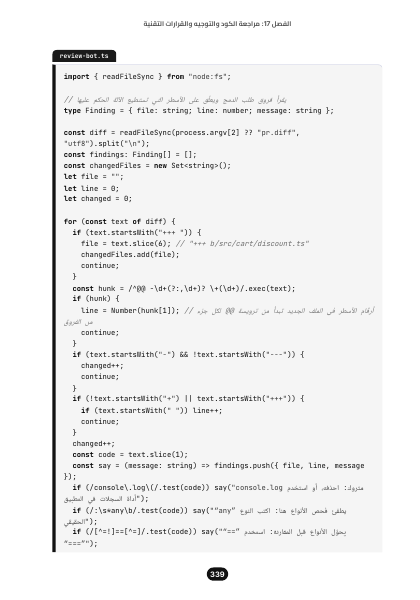 الفصل 17: مراجعة الكود والتوجيه والقرارات التقنية
review-bot.ts
import { readFileSync } from "node:fs";
// يقرأ فروق طلب الدمج ويعلّق على الأسطر التي تستطيع الآلة الحكم عليها
type Finding = { file: string; line: number; message: string };
const diff = readFileSync(process.argv[2] ?? "pr.diff",
"utf8").split("\n");
const findings: Finding[] = [];
const changedFiles = new Set<string>();
let file = "";
let line = 0;
let changed = 0;
for (const text of diff) {
if (text.startsWith("+++ ")) {
file = text.slice(6); // "+++ b/src/cart/discount.ts"
changedFiles.add(file);
continue;
}
const hunk = /^@@ -\d+(?:,\d+)? \+(\d+)/.exec(text);
if (hunk) {
line = Number(hunk[1]); // أرقام الأسطر في الملف الجديد تبدأ من ترويسة @@ لكل جزء
من الفروق
continue;
}
if (text.startsWith("-") && !text.startsWith("---")) {
changed++;
continue;
}
if (!text.startsWith("+") || text.startsWith("+++")) {
if (text.startsWith(" ")) line++;
continue;
}
changed++;
const code = text.slice(1);
const say = (message: string) => findings.push({ file, line, message
});
if (/console\.log\(/.test(code)) say("console.log متروك: احذفه، أو استخدم
أداة السجلات في التطبيق");
if (/:\s*any\b/.test(code)) say("“any” يطفئ فحص الأنواع هنا: اكتب النوع
الحقيقي");
if (/[^=!]==[^=]/.test(code)) say("“==” يحوّل الأنواع قبل المقارنة: استخدم
“===”");
339